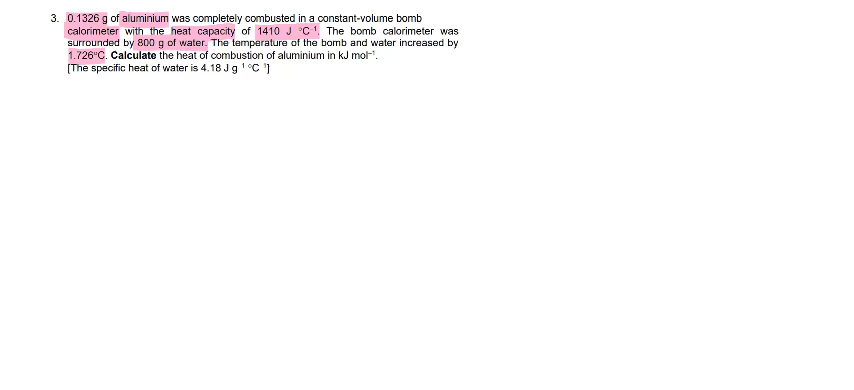 3. 0.1326 g of aluminium was completely combusted in a constant-volume bomb
calorimeter with the heat capacity of 1410 J °C ¹. The bomb calorimeter was
surrounded by 800 g of water. The temperature of the bomb and water increased by
1.726°C. Calculate the heat of combustion of aluminium in kJ mol⁻¹.
[The specific heat of water is 4.18 J g ¹ °C ¹]